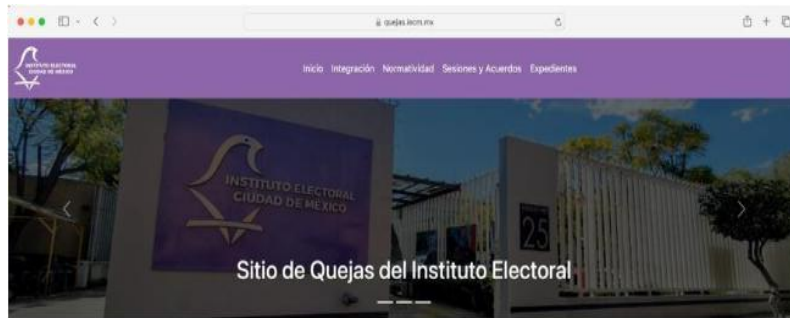 quejas.iecm.mx
INSTITUTO ELECTORAL
CIUDAD DE MÉXICO
Inicio Integración Normatividad Sesiones y Acuerdos Expedientes
INSTITUTO ELECTORAL
CIUDAD DE MÉXICO
25
Sitio de Quejas del Instituto Electoral